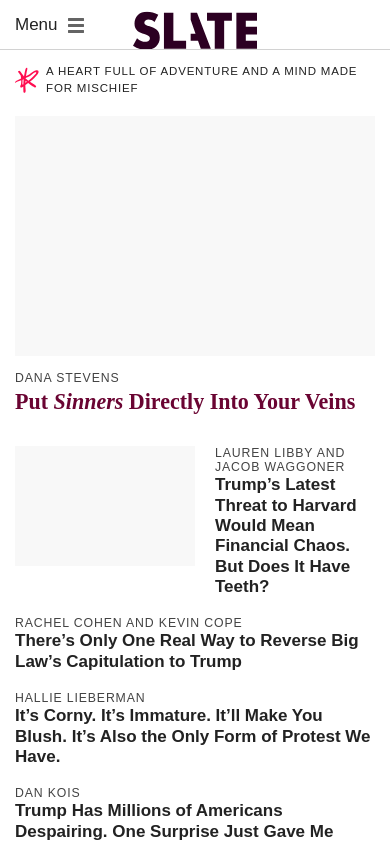 Menu
SLATE
A HEART FULL OF ADVENTURE AND A MIND MADE
FOR MISCHIEF
DANA STEVENS
Put Sinners Directly Into Your Veins
LAUREN LIBBY AND
JACOB WAGGONER
Trump’s Latest
Threat to Harvard
Would Mean
Financial Chaos.
But Does It Have
Teeth?
RACHEL COHEN AND KEVIN COPE
There’s Only One Real Way to Reverse Big
Law’s Capitulation to Trump
HALLIE LIEBERMAN
It’s Corny. It’s Immature. It’ll Make You
Blush. It’s Also the Only Form of Protest We
Have.
DAN KOIS
Trump Has Millions of Americans
Despairing. One Surprise Just Gave Me